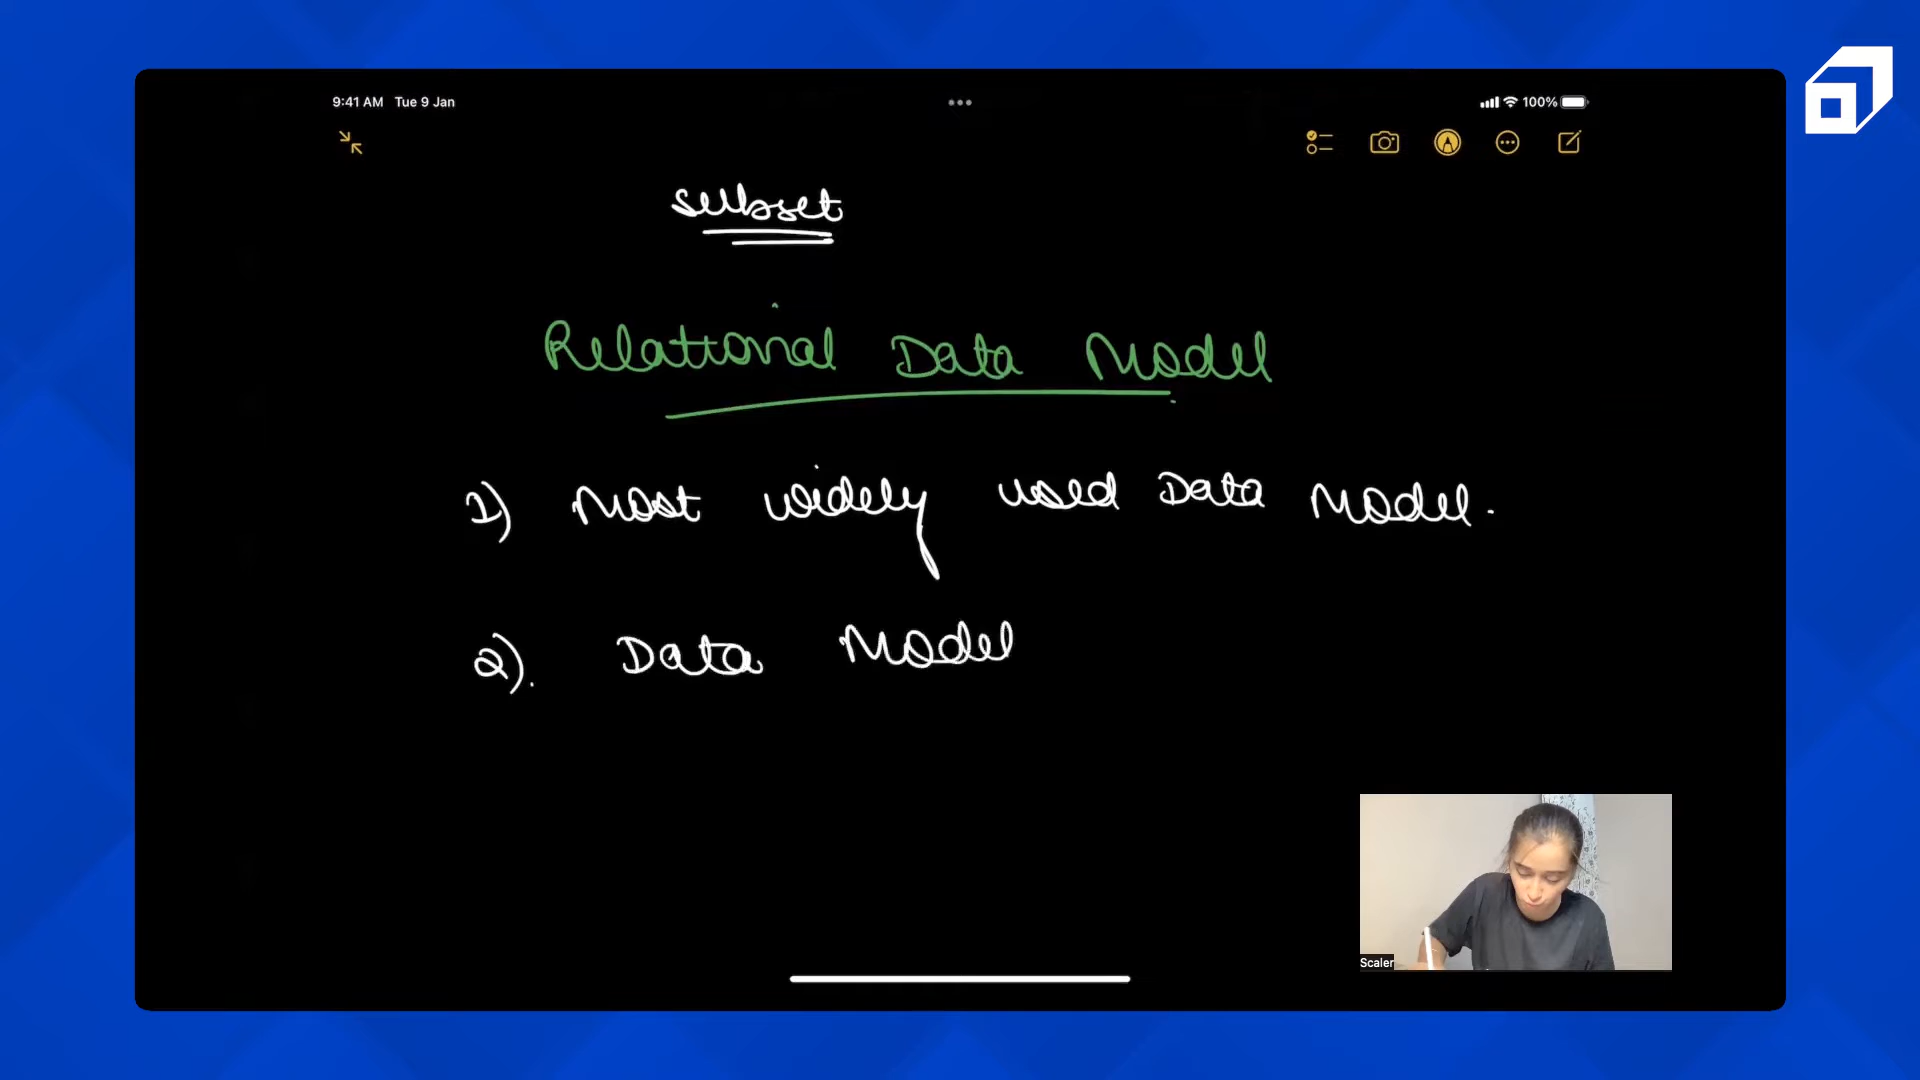 9:41 AM Tue 9 Jan
100%
subset
Relational Data Model
1) Most widely used Data Model.
2). Data Model
Scaler